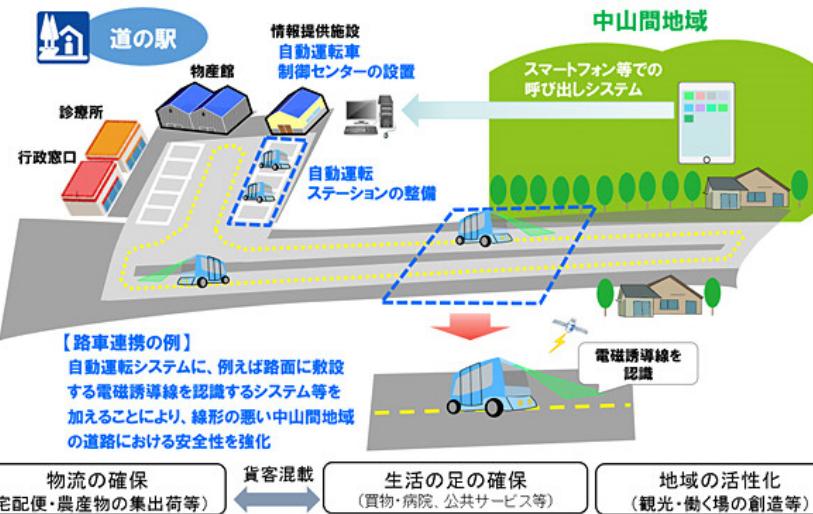 道の駅
情報提供施設
自動運転車
制御センターの設置
物産館
診療所
行政窓口
自動運転
ステーションの整備
中山間地域
スマートフォン等での
呼び出しシステム
【路車連携の例】
自動運転システムに、例えば路面に敷設
する電磁誘導線を認識するシステム等を
加えることにより、線形の悪い中山間地域
の道路における安全性を強化
電磁誘導線を
認識
物流の確保
宅配便・農産物の集出荷等)
貨客混載
生活の足の確保
(買物・病院、公共サービス等)
地域の活性化
(観光・働く場の創造等)